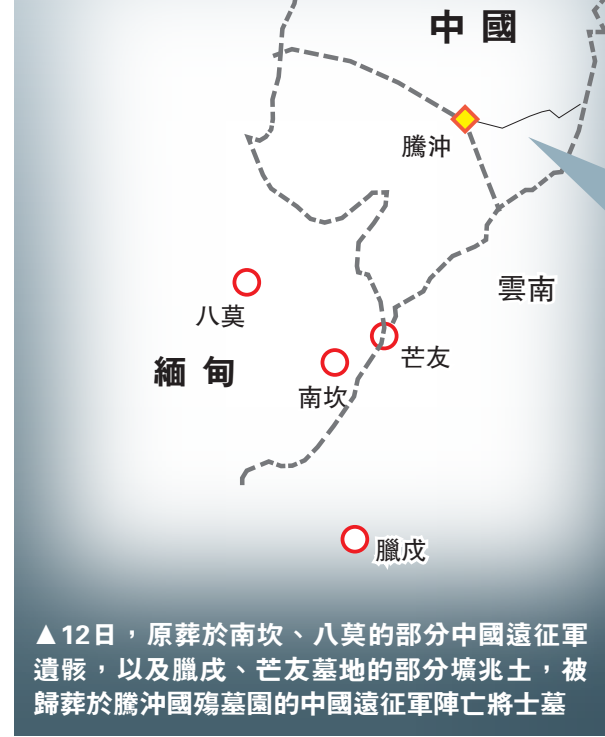 中國
騰沖
雲南
八莫
芒友
緬甸
南坎
臘戍
▲12日，原葬於南坎、八莫的部分中國遠征軍
遺骸，以及臘戍、芒友墓地的部分壙兆土，被
歸葬於騰沖國殤墓園的中國遠征軍陣亡將士墓